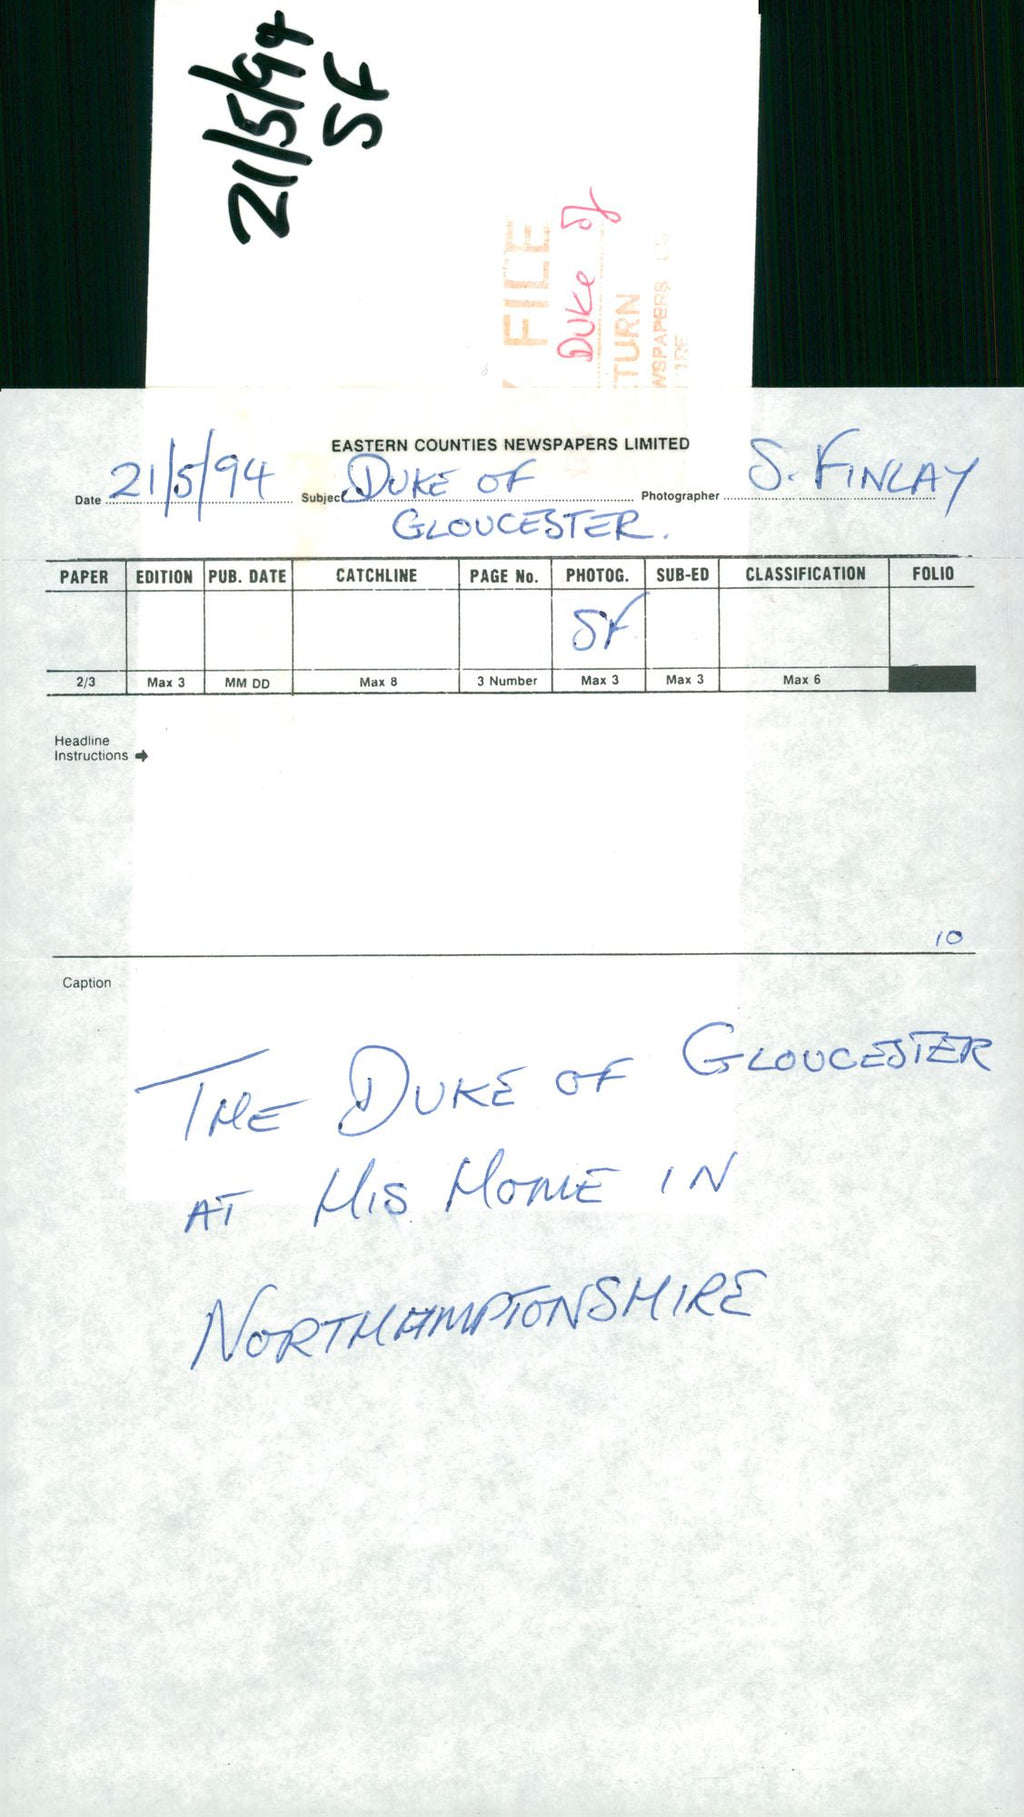 21/5/94
SF
FILE
Duke of
TURN
WSPAPERS
EASTERN COUNTIES NEWSPAPERS LIMITED
Date 21/5/94 Subject DUKE OF Photographer S. FINLAY
GLOUCESTER.
PAPER EDITION PUB. DATE CATCHLINE PAGE No. PHOTOG. SUB-ED CLASSIFICATION FOLIO
SF
2/3 Max 3 MM DD Max 8 3 Number Max 3 Max 3 Max 6
Headline
Instructions →
10
Caption
THE DUKE OF GLOUCESTER
AT HIS HOME IN
NORTHAMPTONSHIRE